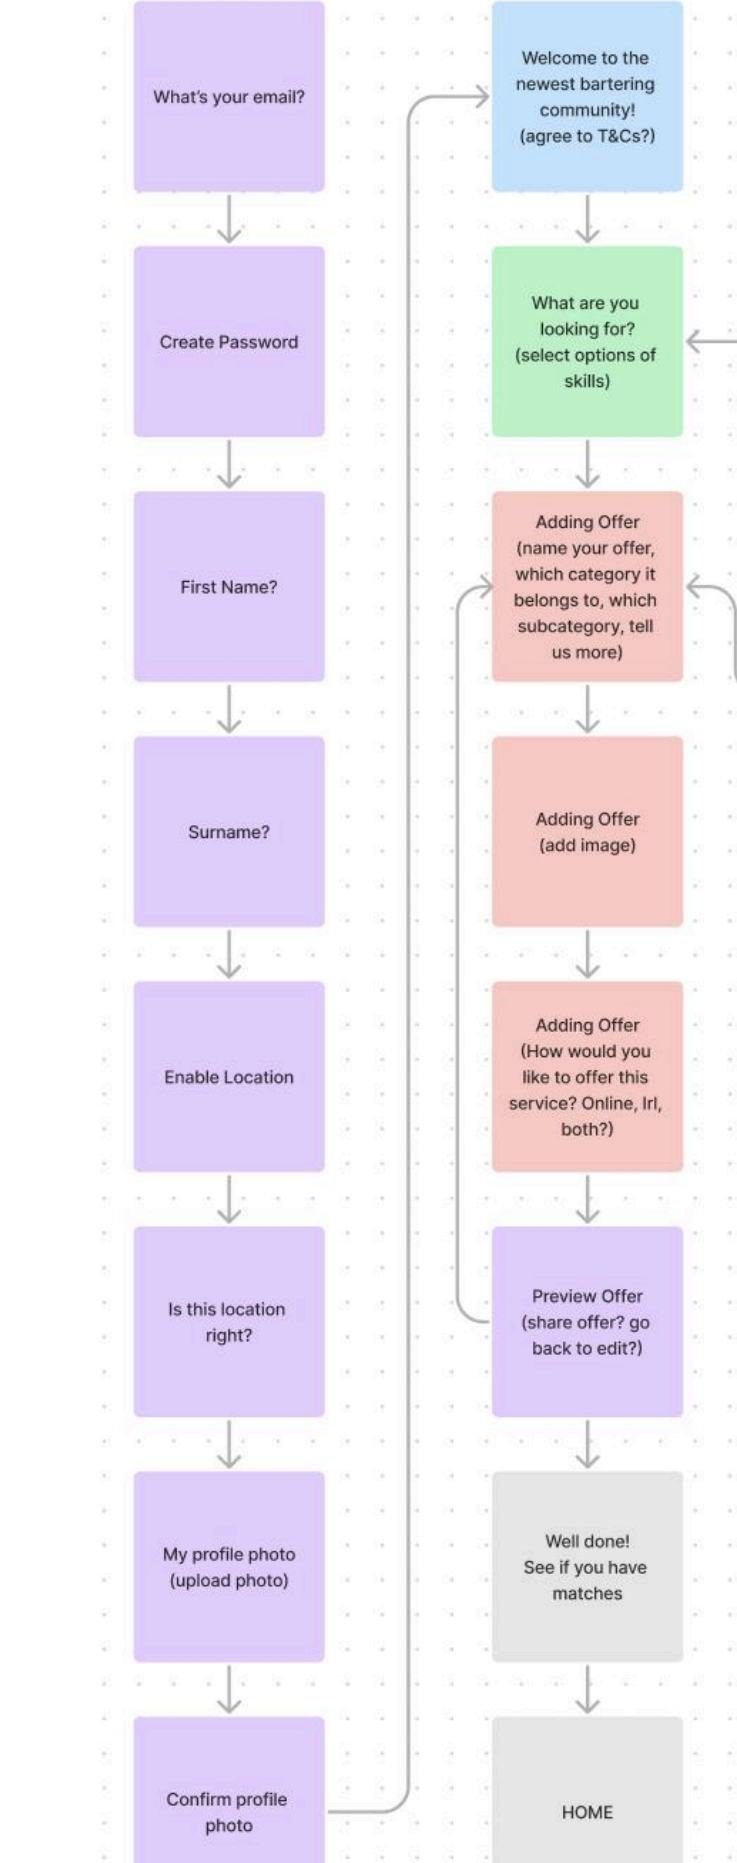 What's your email?
Create Password
First Name?
Surname?
Enable Location
Is this location
right?
My profile photo
(upload photo)
Confirm profile
photo
Welcome to the
newest bartering
community!
(agree to T&Cs?)
What are you
looking for?
(select options of
skills)
Adding Offer
(name your offer,
which category it
belongs to, which
subcategory, tell
us more)
Adding Offer
(add image)
Adding Offer
(How would you
like to offer this
service? Online, Irl,
both?)
Preview Offer
(share offer? go
back to edit?)
Well done!
See if you have
matches
HOME